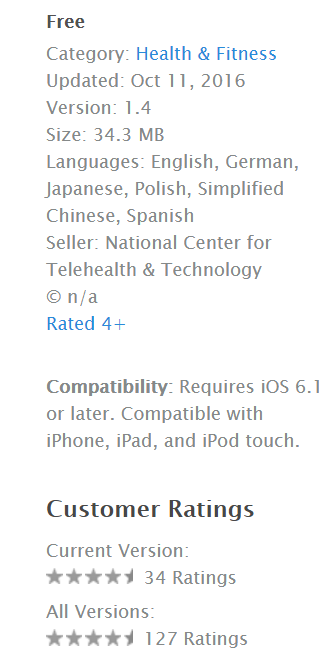 Free
Category: Health & Fitness
Updated: Oct 11, 2016
Version: 1.4
Size: 34.3 MB
Languages: English, German,
Japanese, Polish, Simplified
Chinese, Spanish
Seller: National Center for
Telehealth & Technology
© n/a
Rated 4+
Compatibility: Requires iOS 6.1
or later. Compatible with
iPhone, iPad, and iPod touch.
Customer Ratings
Current Version:
34 Ratings
All Versions:
127 Ratings